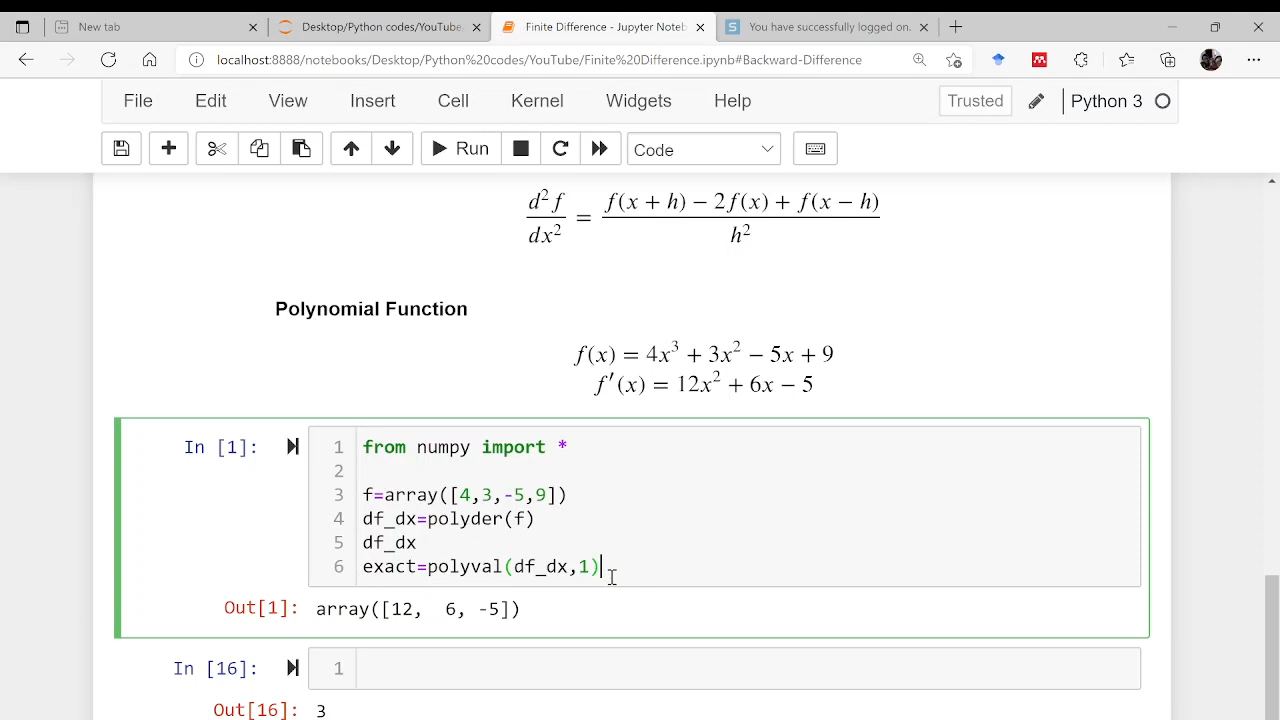 New tab
Desktop/Python codes/YouTube
Finite Difference - Jupyter Noteb
You have successfully logged on.
localhost:8888/notebooks/Desktop/Python%20codes/YouTube/Finite%20Difference.ipynb#Backward-Difference
File Edit View Insert Cell Kernel Widgets Help Trusted Python 3
Run Code
d²f/dx² = f(x + h) − 2f(x) + f(x − h)/h²
Polynomial Function
f(x) = 4x³ + 3x² − 5x + 9
f′(x) = 12x² + 6x − 5
In [1]: 1 from numpy import *
2
3 f=array([4,3,-5,9])
4 df_dx=polyder(f)
5 df_dx
6 exact=polyval(df_dx,1)
Out[1]: array([12, 6, -5])
In [16]: 1
Out[16]: 3